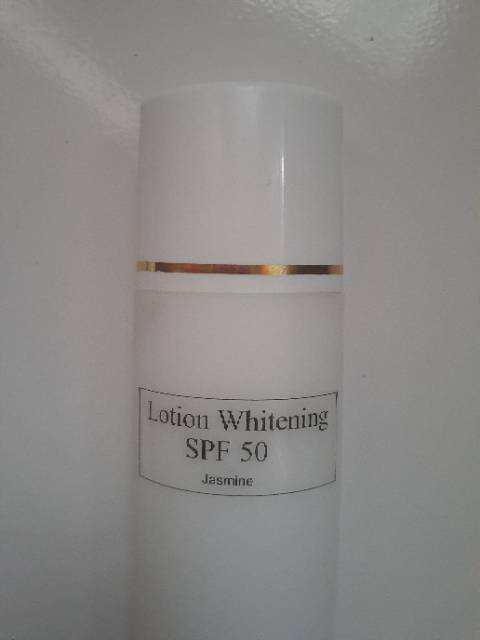 Lotion Whitening
SPF 50
Jasmine